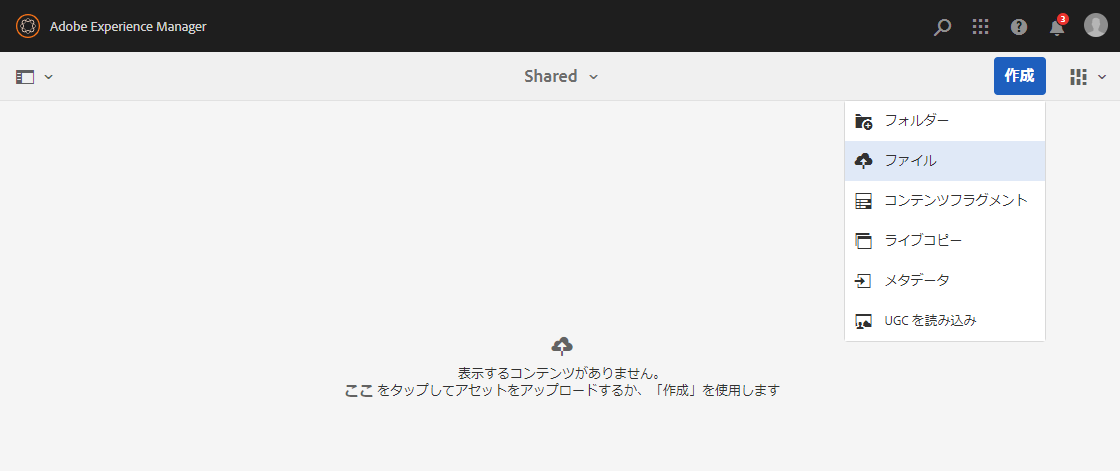 Adobe Experience Manager
3
Shared
作成
フォルダー
ファイル
コンテンツフラグメント
ライブコピー
メタデータ
UGC を読み込み
表示するコンテンツがありません。
ここ をタップしてアセットをアップロードするか、「作成」を使用します